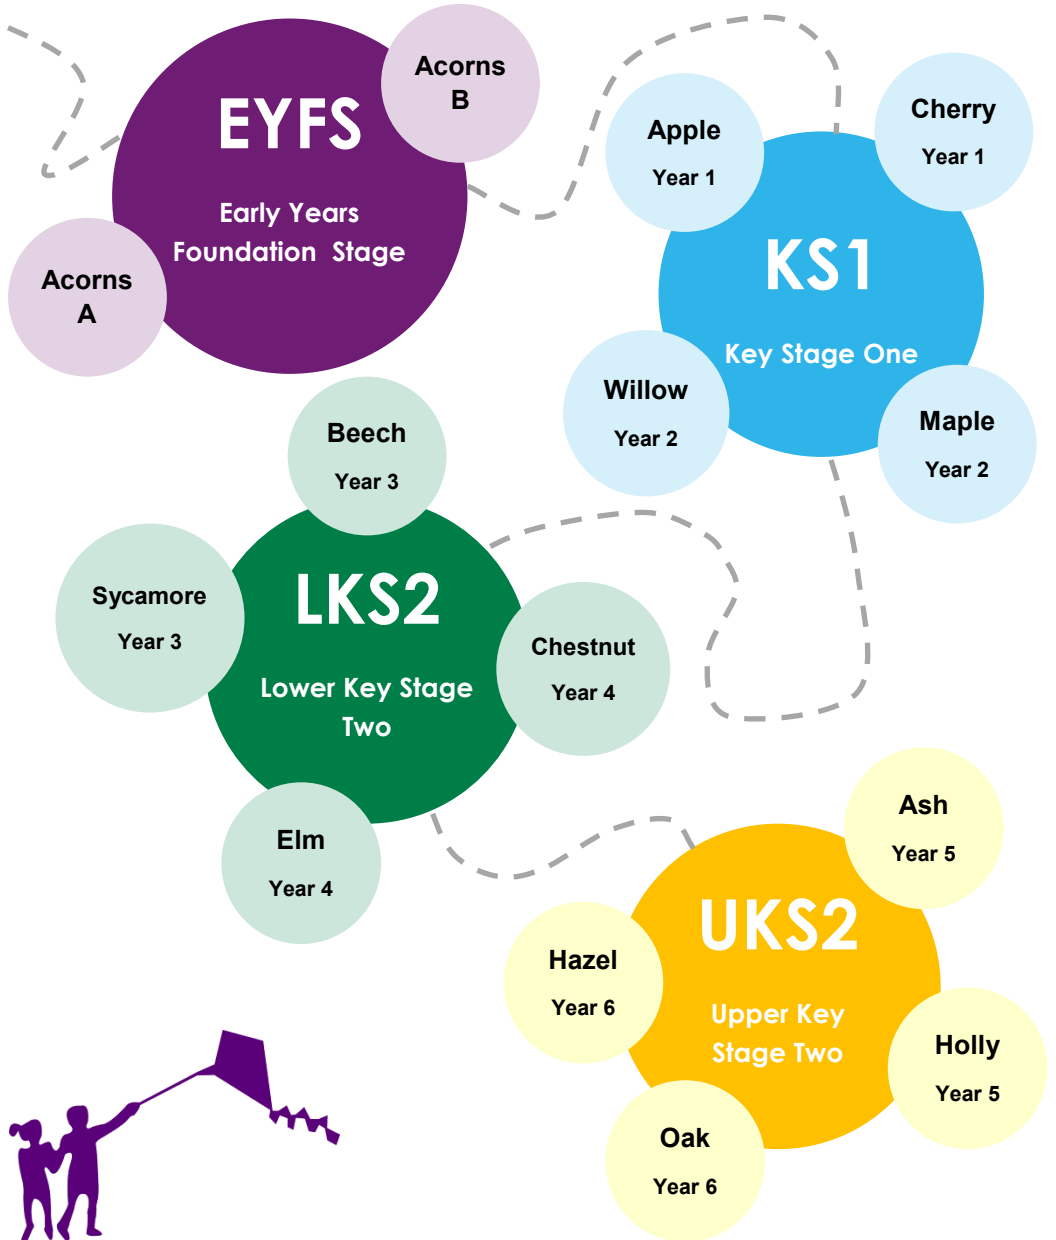 EYFS
Early Years
Foundation Stage
Acorns
B
Acorns
A
KS1
Key Stage One
Apple
Year 1
Cherry
Year 1
Willow
Year 2
Maple
Year 2
LKS2
Lower Key Stage
Two
Beech
Year 3
Sycamore
Year 3
Chestnut
Year 4
Elm
Year 4
UKS2
Upper Key
Stage Two
Ash
Year 5
Hazel
Year 6
Holly
Year 5
Oak
Year 6